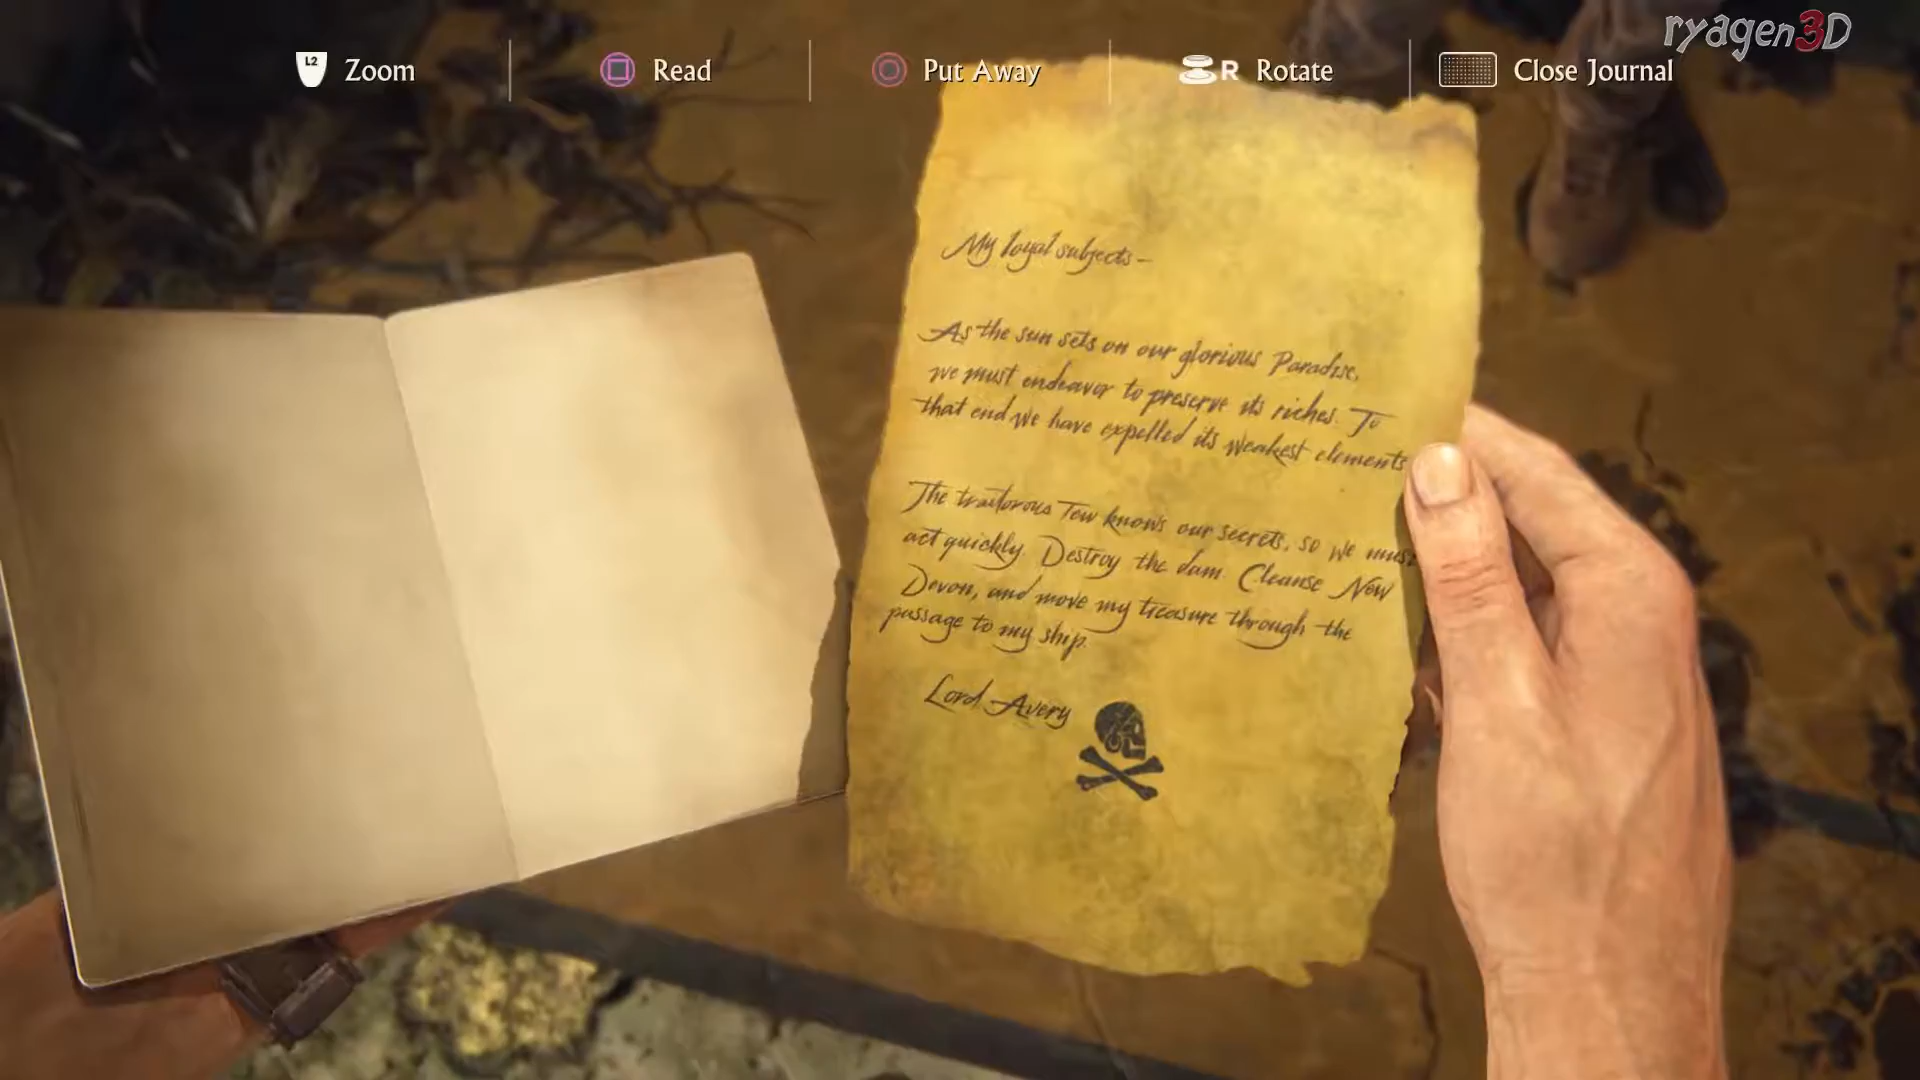 ryagen3D
L2 Zoom
Read
Put Away
R Rotate
Close Journal
My loyal subjects-
As the sun sets on our glorious Paradise,
we must endeavor to preserve its riches. To
that end we have expelled its weakest elements
The traitorous Tew knows our secrets, so we must
act quickly. Destroy the dam. Cleanse New
Devon, and move my treasure through the
passage to my ship.
Lord Avery